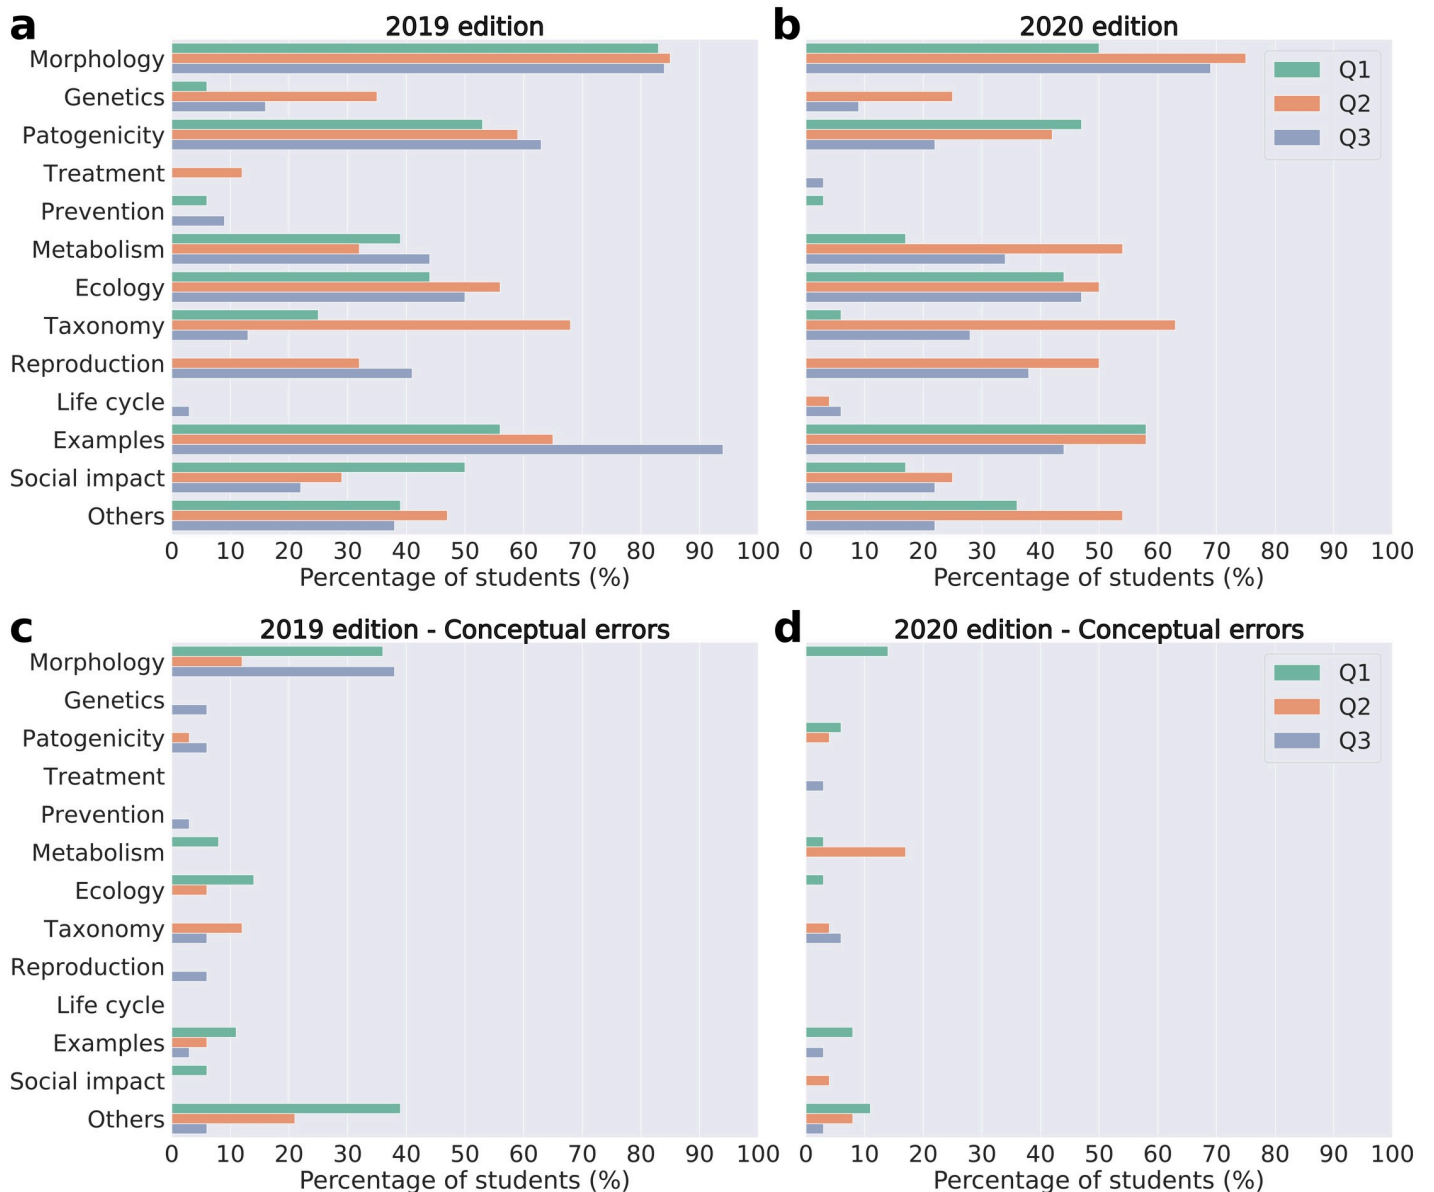 a
2019 edition
b
2020 edition
Morphology
Genetics
Patogenicity
Treatment
Prevention
Metabolism
Ecology
Taxonomy
Reproduction
Life cycle
Examples
Social impact
Others
Q1
Q2
Q3
0 10 20 30 40 50 60 70 80 90 100
Percentage of students (%)
0 10 20 30 40 50 60 70 80 90 100
Percentage of students (%)
c
2019 edition - Conceptual errors
d
2020 edition - Conceptual errors
Morphology
Genetics
Patogenicity
Treatment
Prevention
Metabolism
Ecology
Taxonomy
Reproduction
Life cycle
Examples
Social impact
Others
Q1
Q2
Q3
0 10 20 30 40 50 60 70 80 90 100
Percentage of students (%)
0 10 20 30 40 50 60 70 80 90 100
Percentage of students (%)